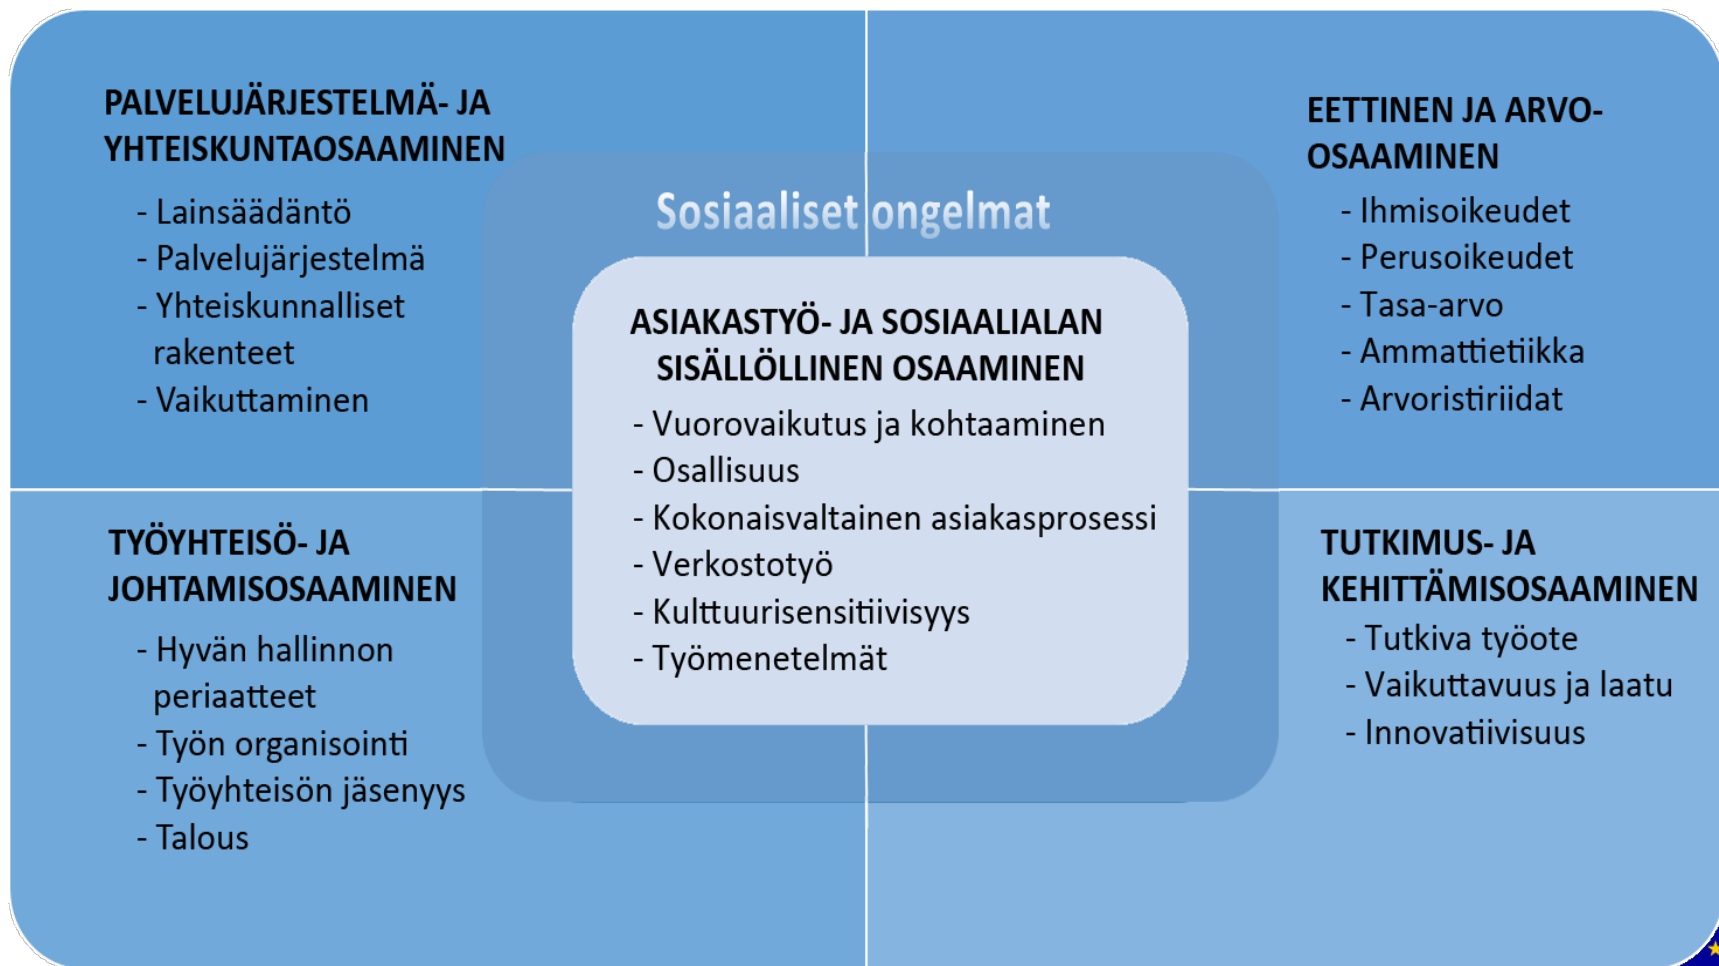 PALVELUJÄRJESTELMÄ- JA
YHTEISKUNTAOSAAMINEN
- Lainsäädäntö
- Palvelujärjestelmä
- Yhteiskunnalliset
rakenteet
- Vaikuttaminen
EETTINEN JA ARVO-
OSAAMINEN
- Ihmisoikeudet
- Perusoikeudet
- Tasa-arvo
- Ammattietiikka
- Arvoristiriidat
Sosiaaliset ongelmat
ASIAKASTYÖ- JA SOSIAALIALAN
SISÄLLÖLLINEN OSAAMINEN
- Vuorovaikutus ja kohtaaminen
- Osallisuus
- Kokonaisvaltainen asiakasprosessi
- Verkostotyö
- Kulttuurisensitiivisyys
- Työmenetelmät
TYÖYHTEISÖ- JA
JOHTAMISOSAAMINEN
- Hyvän hallinnon
periaatteet
- Työn organisointi
- Työyhteisön jäsenyys
- Talous
TUTKIMUS- JA
KEHITTÄMISOSAAMINEN
- Tutkiva työote
- Vaikuttavuus ja laatu
- Innovatiivisuus